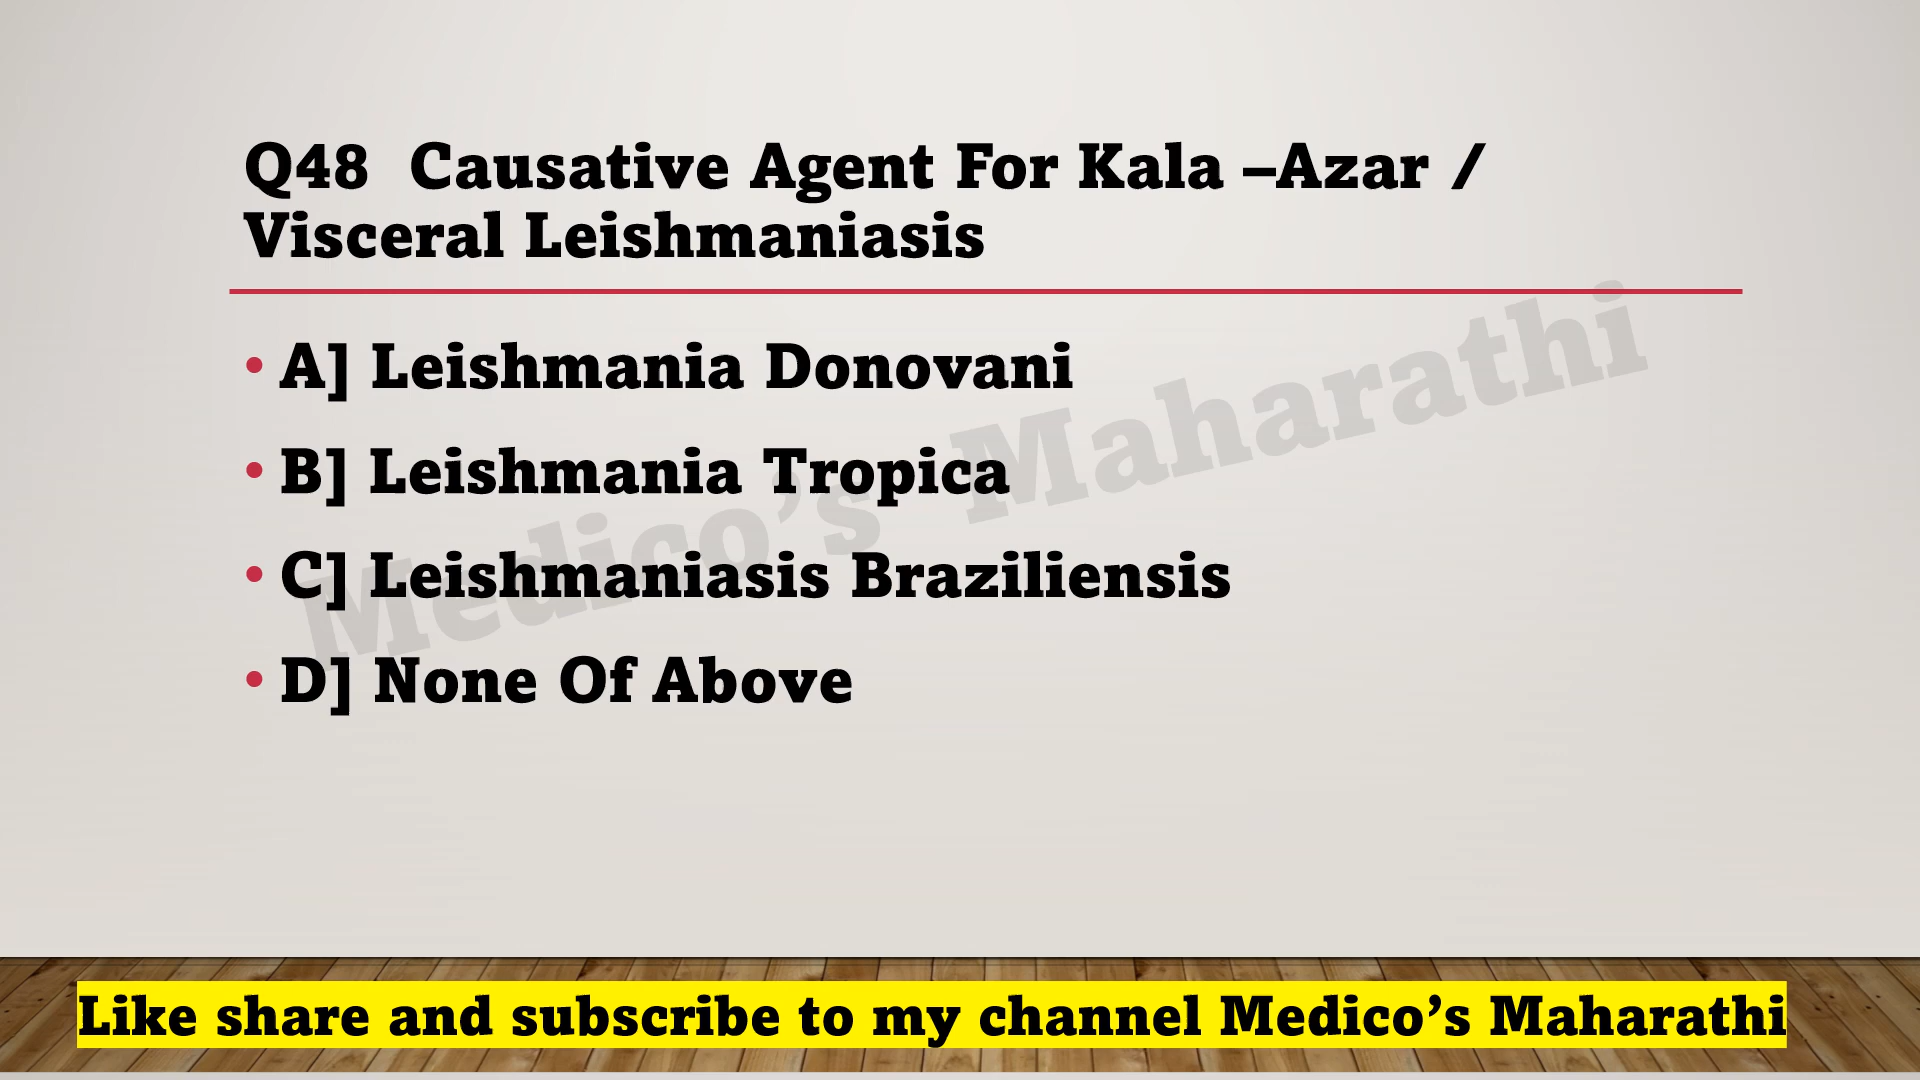 Q48  Causative Agent For Kala –Azar /
Visceral Leishmaniasis
• A] Leishmania Donovani
• B] Leishmania Tropica
• C] Leishmaniasis Braziliensis
• D] None Of Above
Medico’s Maharathi
Like share and subscribe to my channel Medico’s Maharathi